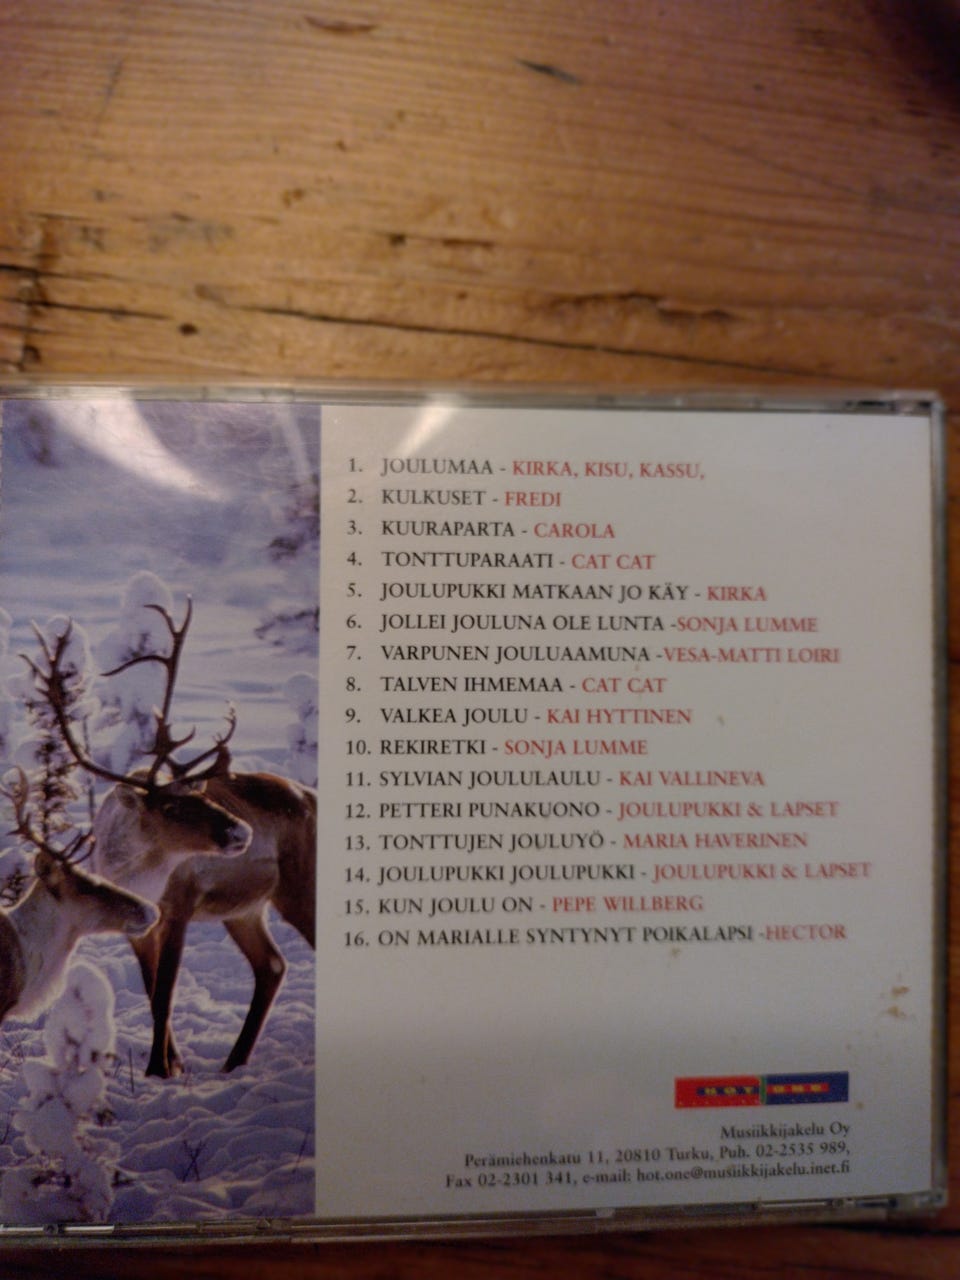 1. JOULUMAA - KIRKA, KISU, KASSU,
2. KULKUSET - FREDI
3. KUURAPARTA - CAROLA
4. TONTTUPARAATI - CAT CAT
5. JOULUPUKKI MATKAAN JO KÄY - KIRKA
6. JOLLEI JOULUNA OLE LUNTA -SONJA LUMME
7. VARPUNEN JOULUAAMUNA -VESA-MATTI LOIRI
8. TALVEN IHMEMAA - CAT CAT
9. VALKEA JOULU - KAI HYTTINEN
10. REKIRETKI - SONJA LUMME
11. SYLVIAN JOULULAULU - KAI VALLINEVA
12. PETTERI PUNAKUONO - JOULUPUKKI & LAPSET
13. TONTTUJEN JOULUYÖ - MARIA HAVERINEN
14. JOULUPUKKI JOULUPUKKI - JOULUPUKKI & LAPSET
15. KUN JOULU ON - PEPE WILLBERG
16. ON MARIALLE SYNTYNYT POIKALAPSI -HECTOR
HOT ONE
Musiikkijakelu Oy
Perämiehenkatu 11, 20810 Turku, Puh. 02-2535 989,
Fax 02-2301 341, e-mail: hot.one@musiikkijakelu.inet.fi